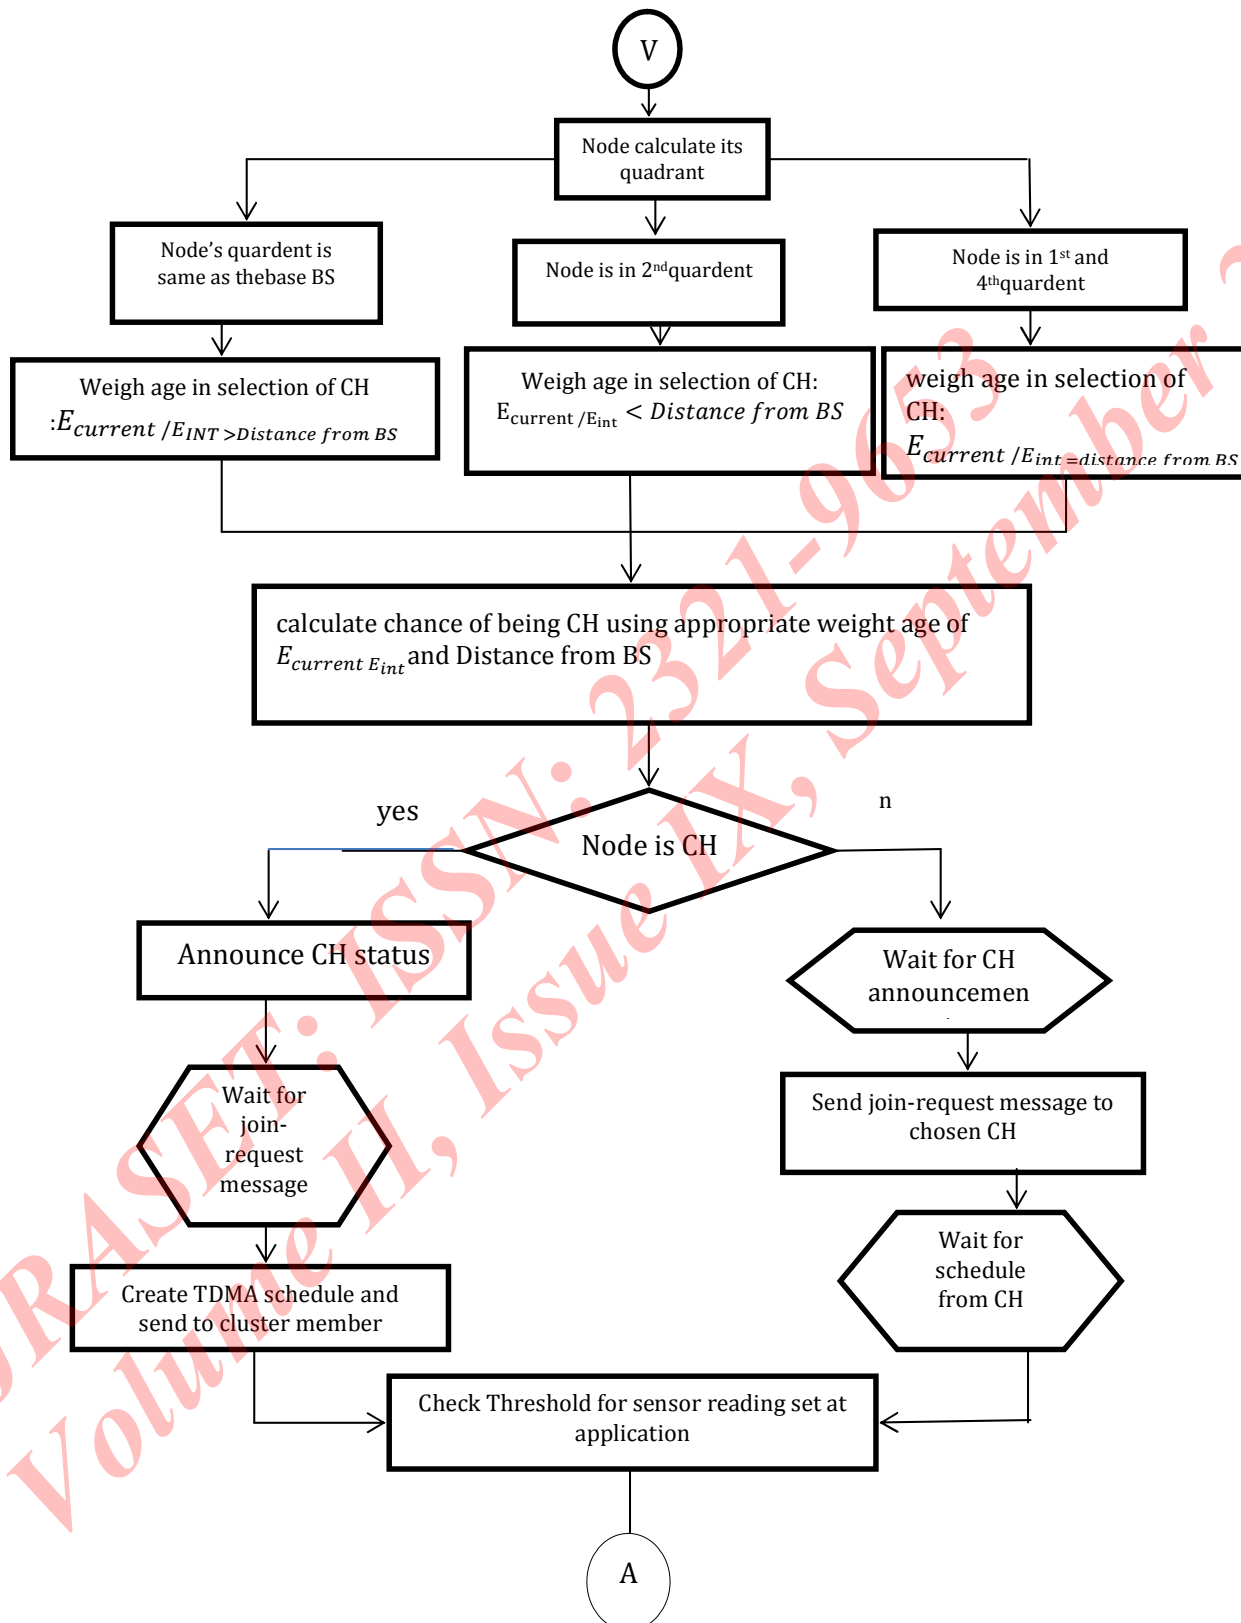 V
Node calculate its
quadrant
Node's quardent is
same as thebase BS
Node is in 2ndquardent
Node is in 1st and
4thquardent
Weigh age in selection of CH
:Ecurrent /EINT >Distance from BS
Weigh age in selection of CH:
Ecurrent /Eint < Distance from BS
weigh age in selection of
CH:
Ecurrent /Eint =distance from BS
calculate chance of being CH using appropriate weight age of
Ecurrent Eint and Distance from BS
yes
n
Node is CH
Announce CH status
Wait for CH
announcemen
Wait for
join-
request
message
Send join-request message to
chosen CH
Create TDMA schedule and
send to cluster member
Wait for
schedule
from CH
Check Threshold for sensor reading set at
application
A
RASET: ISSN: 2321-9653
Volume II, Issue IX, September